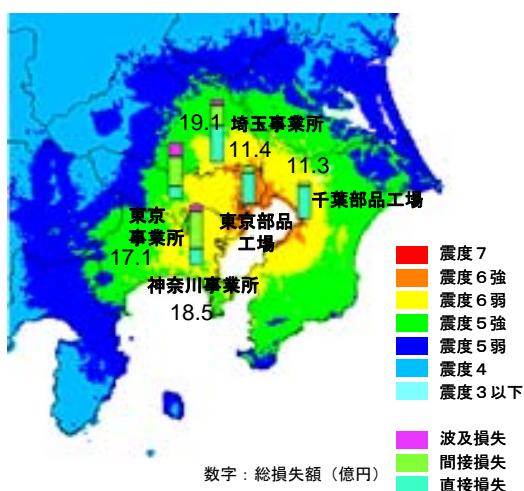 19.1
埼玉事業所
11.4
11.3
千葉部品工場
東京
事業所
東京部品
工場
17.1
神奈川事業所
18.5
震度7
震度6強
震度6弱
震度5強
震度5弱
震度4
震度3以下
波及損失
間接損失
直接損失
数字：総損失額（億円）